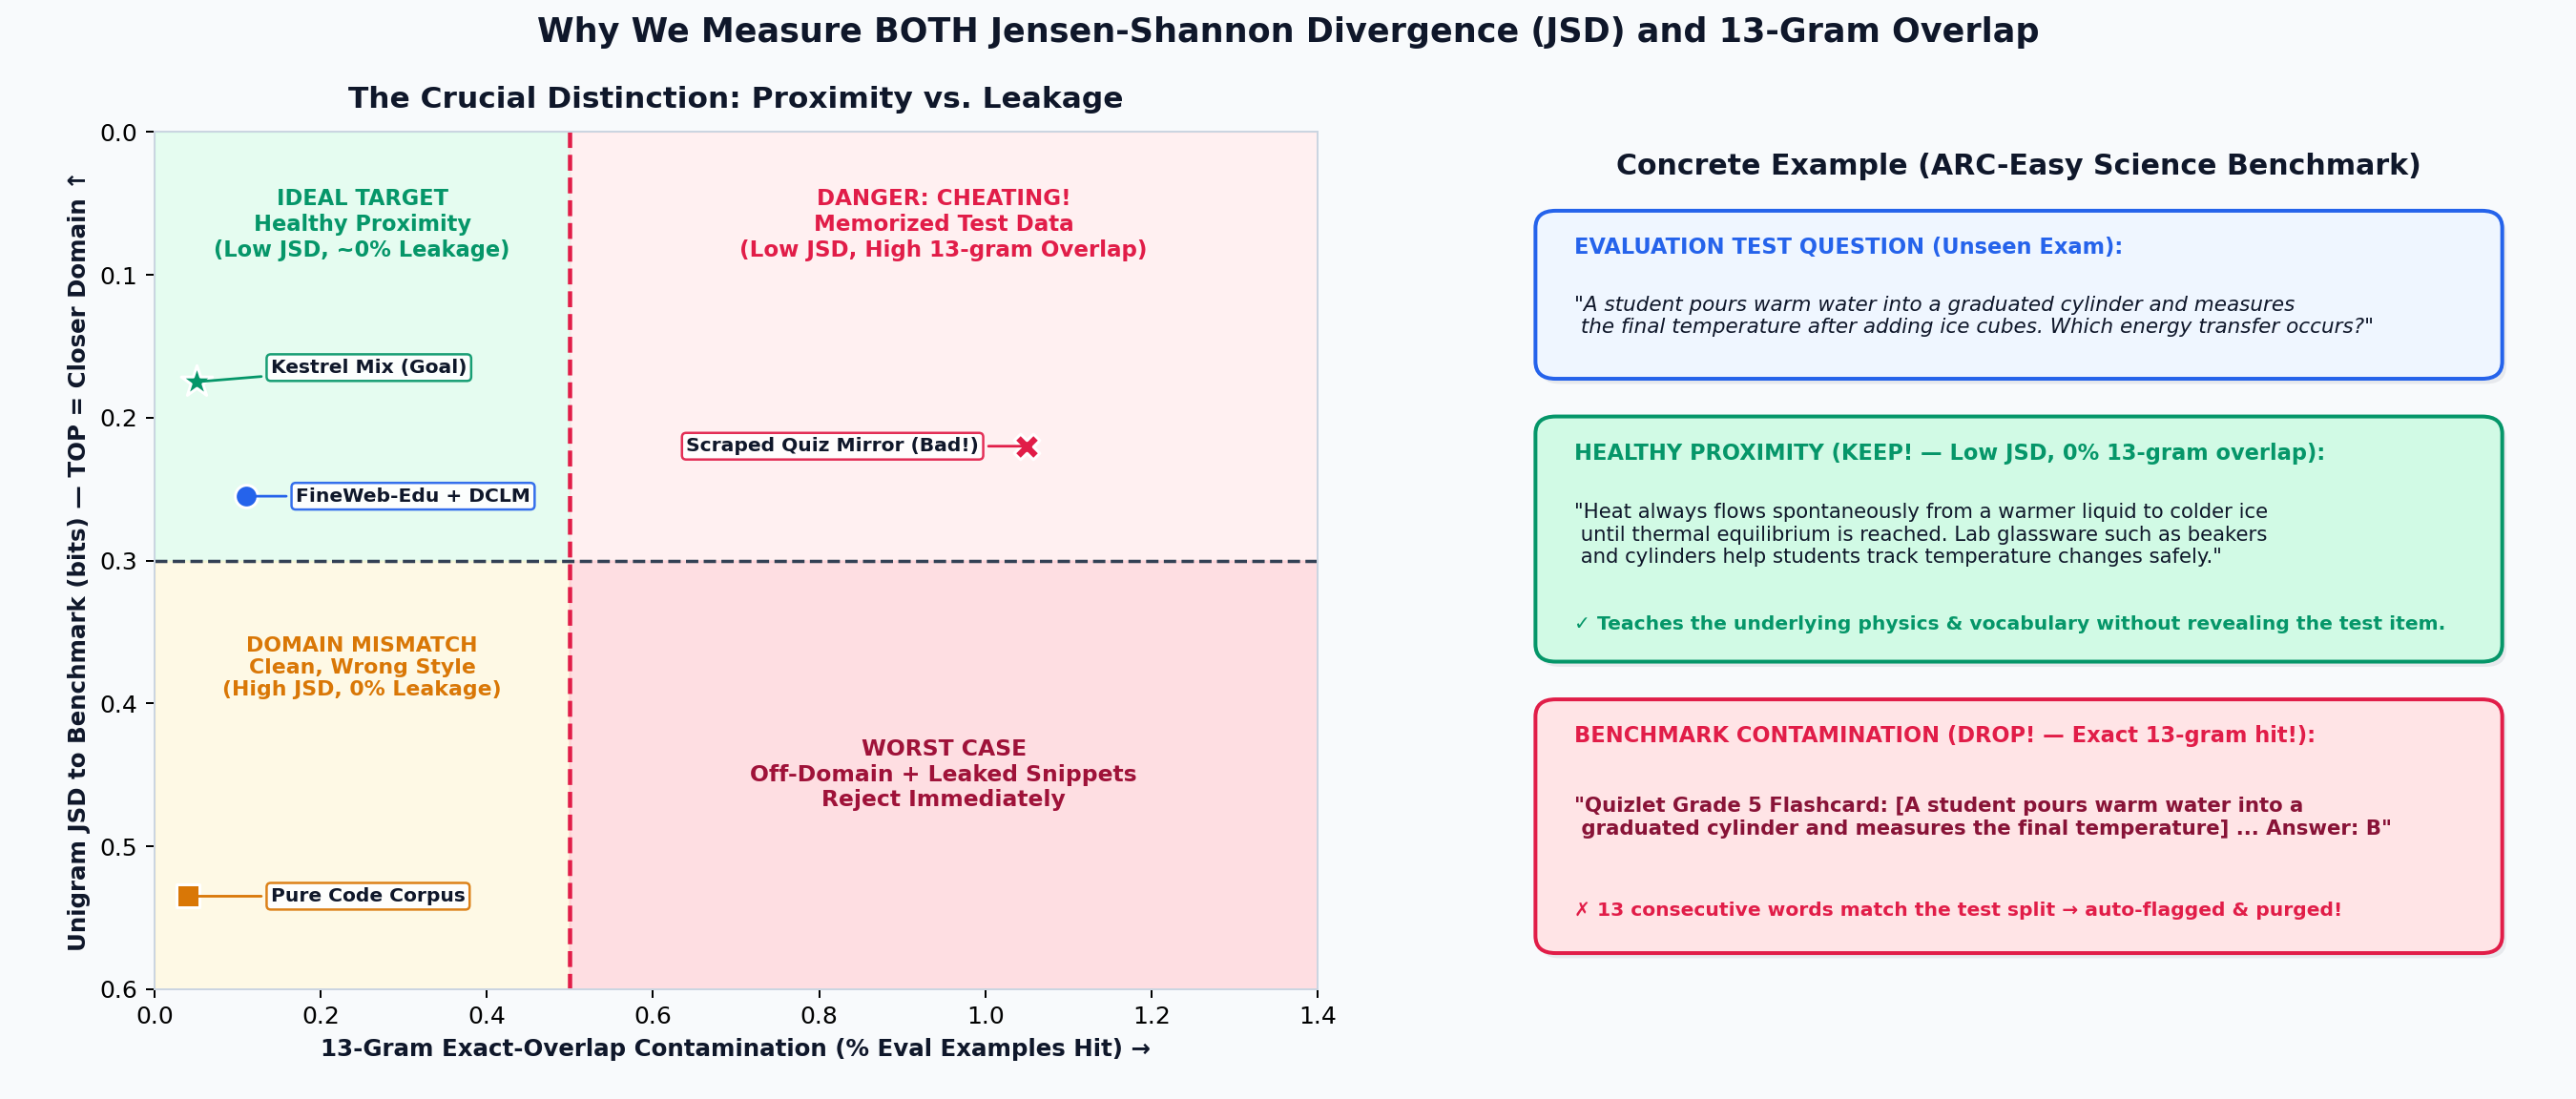 Why We Measure BOTH Jensen-Shannon Divergence (JSD) and 13-Gram Overlap
The Crucial Distinction: Proximity vs. Leakage
Unigram JSD to Benchmark (bits) — TOP = Closer Domain ↑
0.0
0.1
0.2
0.3
0.4
0.5
0.6
IDEAL TARGET
Healthy Proximity
(Low JSD, ~0% Leakage)
DANGER: CHEATING!
Memorized Test Data
(Low JSD, High 13-gram Overlap)
Kestrel Mix (Goal)
Scraped Quiz Mirror (Bad!)
FineWeb-Edu + DCLM
DOMAIN MISMATCH
Clean, Wrong Style
(High JSD, 0% Leakage)
WORST CASE
Off-Domain + Leaked Snippets
Reject Immediately
Pure Code Corpus
0.0
0.2
0.4
0.6
0.8
1.0
1.2
1.4
13-Gram Exact-Overlap Contamination (% Eval Examples Hit) →
Concrete Example (ARC-Easy Science Benchmark)
EVALUATION TEST QUESTION (Unseen Exam):
"A student pours warm water into a graduated cylinder and measures
the final temperature after adding ice cubes. Which energy transfer occurs?"
HEALTHY PROXIMITY (KEEP! — Low JSD, 0% 13-gram overlap):
"Heat always flows spontaneously from a warmer liquid to colder ice
until thermal equilibrium is reached. Lab glassware such as beakers
and cylinders help students track temperature changes safely."
✓ Teaches the underlying physics & vocabulary without revealing the test item.
BENCHMARK CONTAMINATION (DROP! — Exact 13-gram hit!):
"Quizlet Grade 5 Flashcard: [A student pours warm water into a
graduated cylinder and measures the final temperature] ... Answer: B"
✗ 13 consecutive words match the test split → auto-flagged & purged!